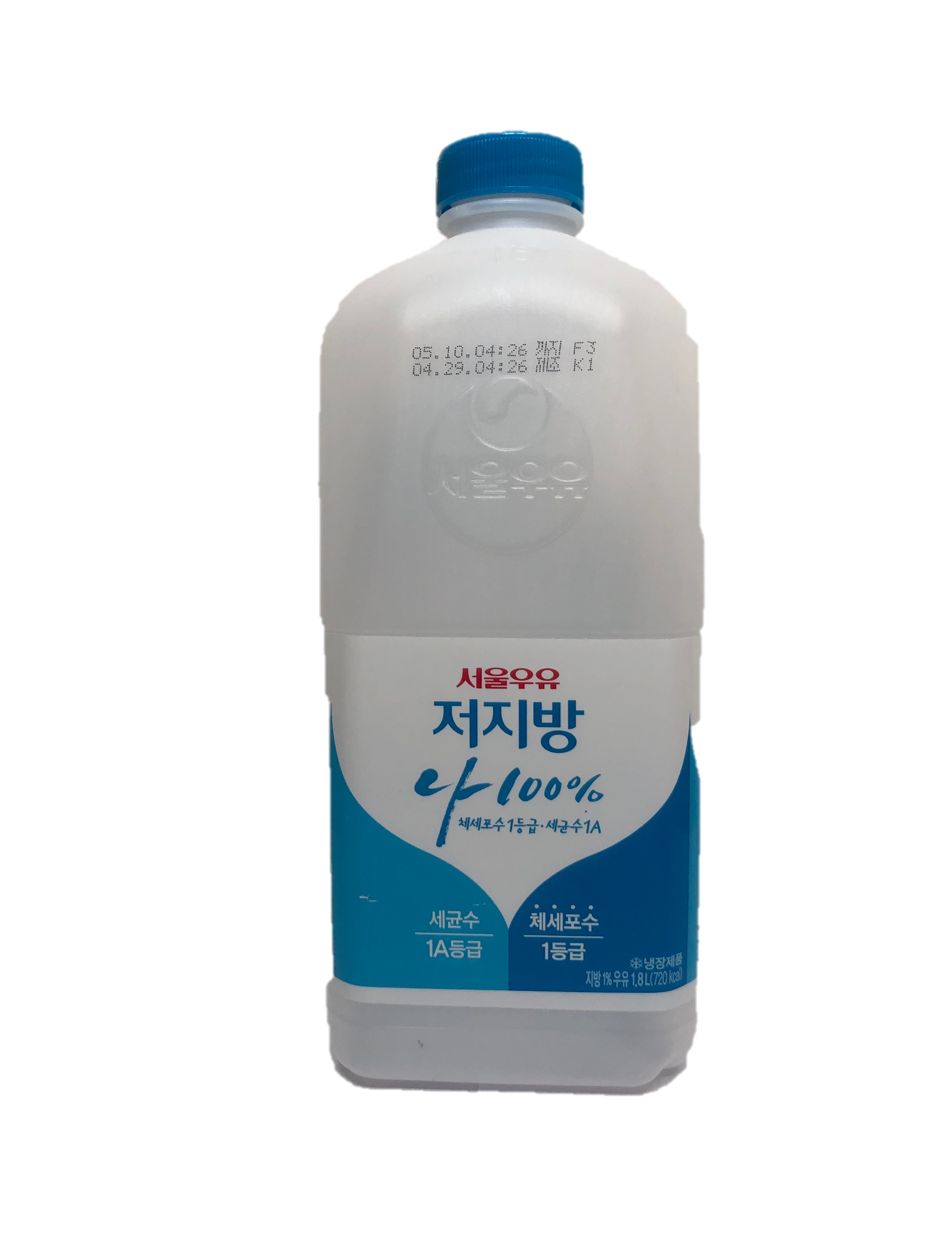 05.10.04:26 까지 F3
04.29.04:26 제조 K1
서울우유
서울우유
저지방
나100%
체세포수1등급·세균수1A
세균수
1A등급
체세포수
1등급
냉장제품
지방 1% 우유 1.8 L(720 kcal)